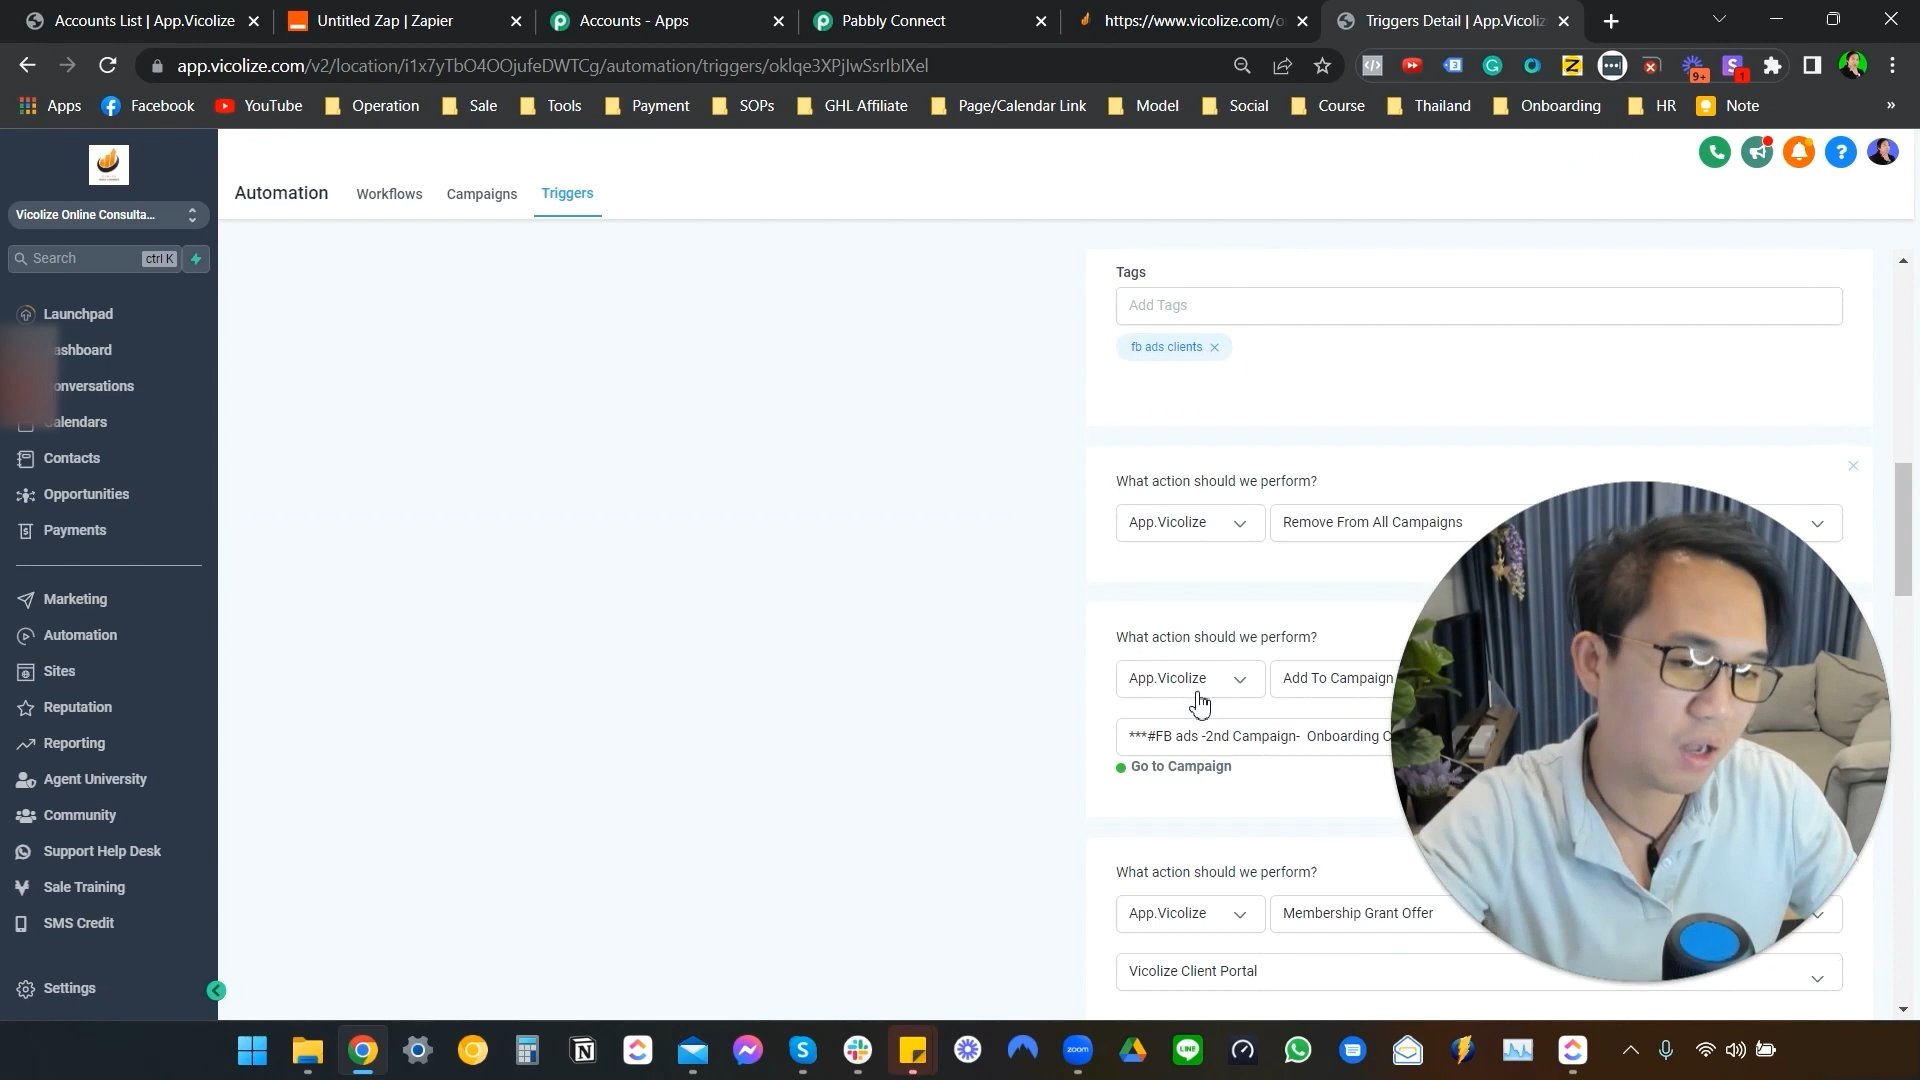 Accounts List | App.Vicolize
Untitled Zap | Zapier
Accounts - Apps
Pabbly Connect
https://www.vicolize.com/o
Triggers Detail | App.Vicoliz
app.vicolize.com/v2/location/i1x7yTbO4OOjufeDWTCg/automation/triggers/oklqe3XPjIwSsrIbIXel
9+
1
Apps
Facebook
YouTube
Operation
Sale
Tools
Payment
SOPs
GHL Affiliate
Page/Calendar Link
Model
Social
Course
Thailand
Onboarding
HR
Note
»
Vicolize Online Consulta...
Search
ctrl K
Launchpad
ashboard
onversations
alendars
Contacts
Opportunities
Payments
Marketing
Automation
Sites
Reputation
Reporting
Agent University
Community
Support Help Desk
Sale Training
SMS Credit
Settings
Automation
Workflows
Campaigns
Triggers
Tags
Add Tags
fb ads clients
What action should we perform?
App.Vicolize
Remove From All Campaigns
What action should we perform?
App.Vicolize
Add To Campaign
***#FB ads -2nd Campaign- Onboarding C
Go to Campaign
What action should we perform?
App.Vicolize
Membership Grant Offer
Vicolize Client Portal
zoom
LINE